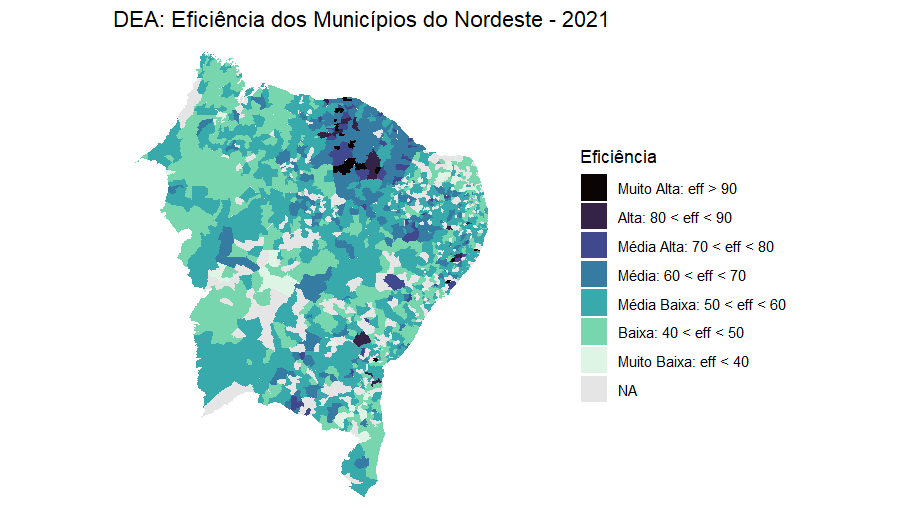 DEA: Eficiência dos Municípios do Nordeste - 2021
Eficiência
Muito Alta: eff > 90
Alta: 80 < eff < 90
Média Alta: 70 < eff < 80
Média: 60 < eff < 70
Média Baixa: 50 < eff < 60
Baixa: 40 < eff < 50
Muito Baixa: eff < 40
NA